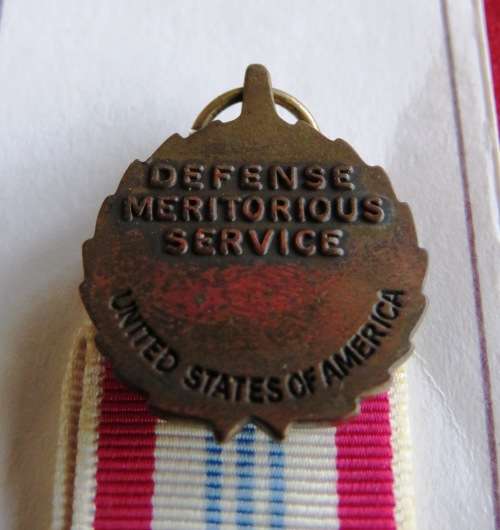 DEFENSE
MERITORIOUS
SERVICE
UNITED STATES OF AMERICA